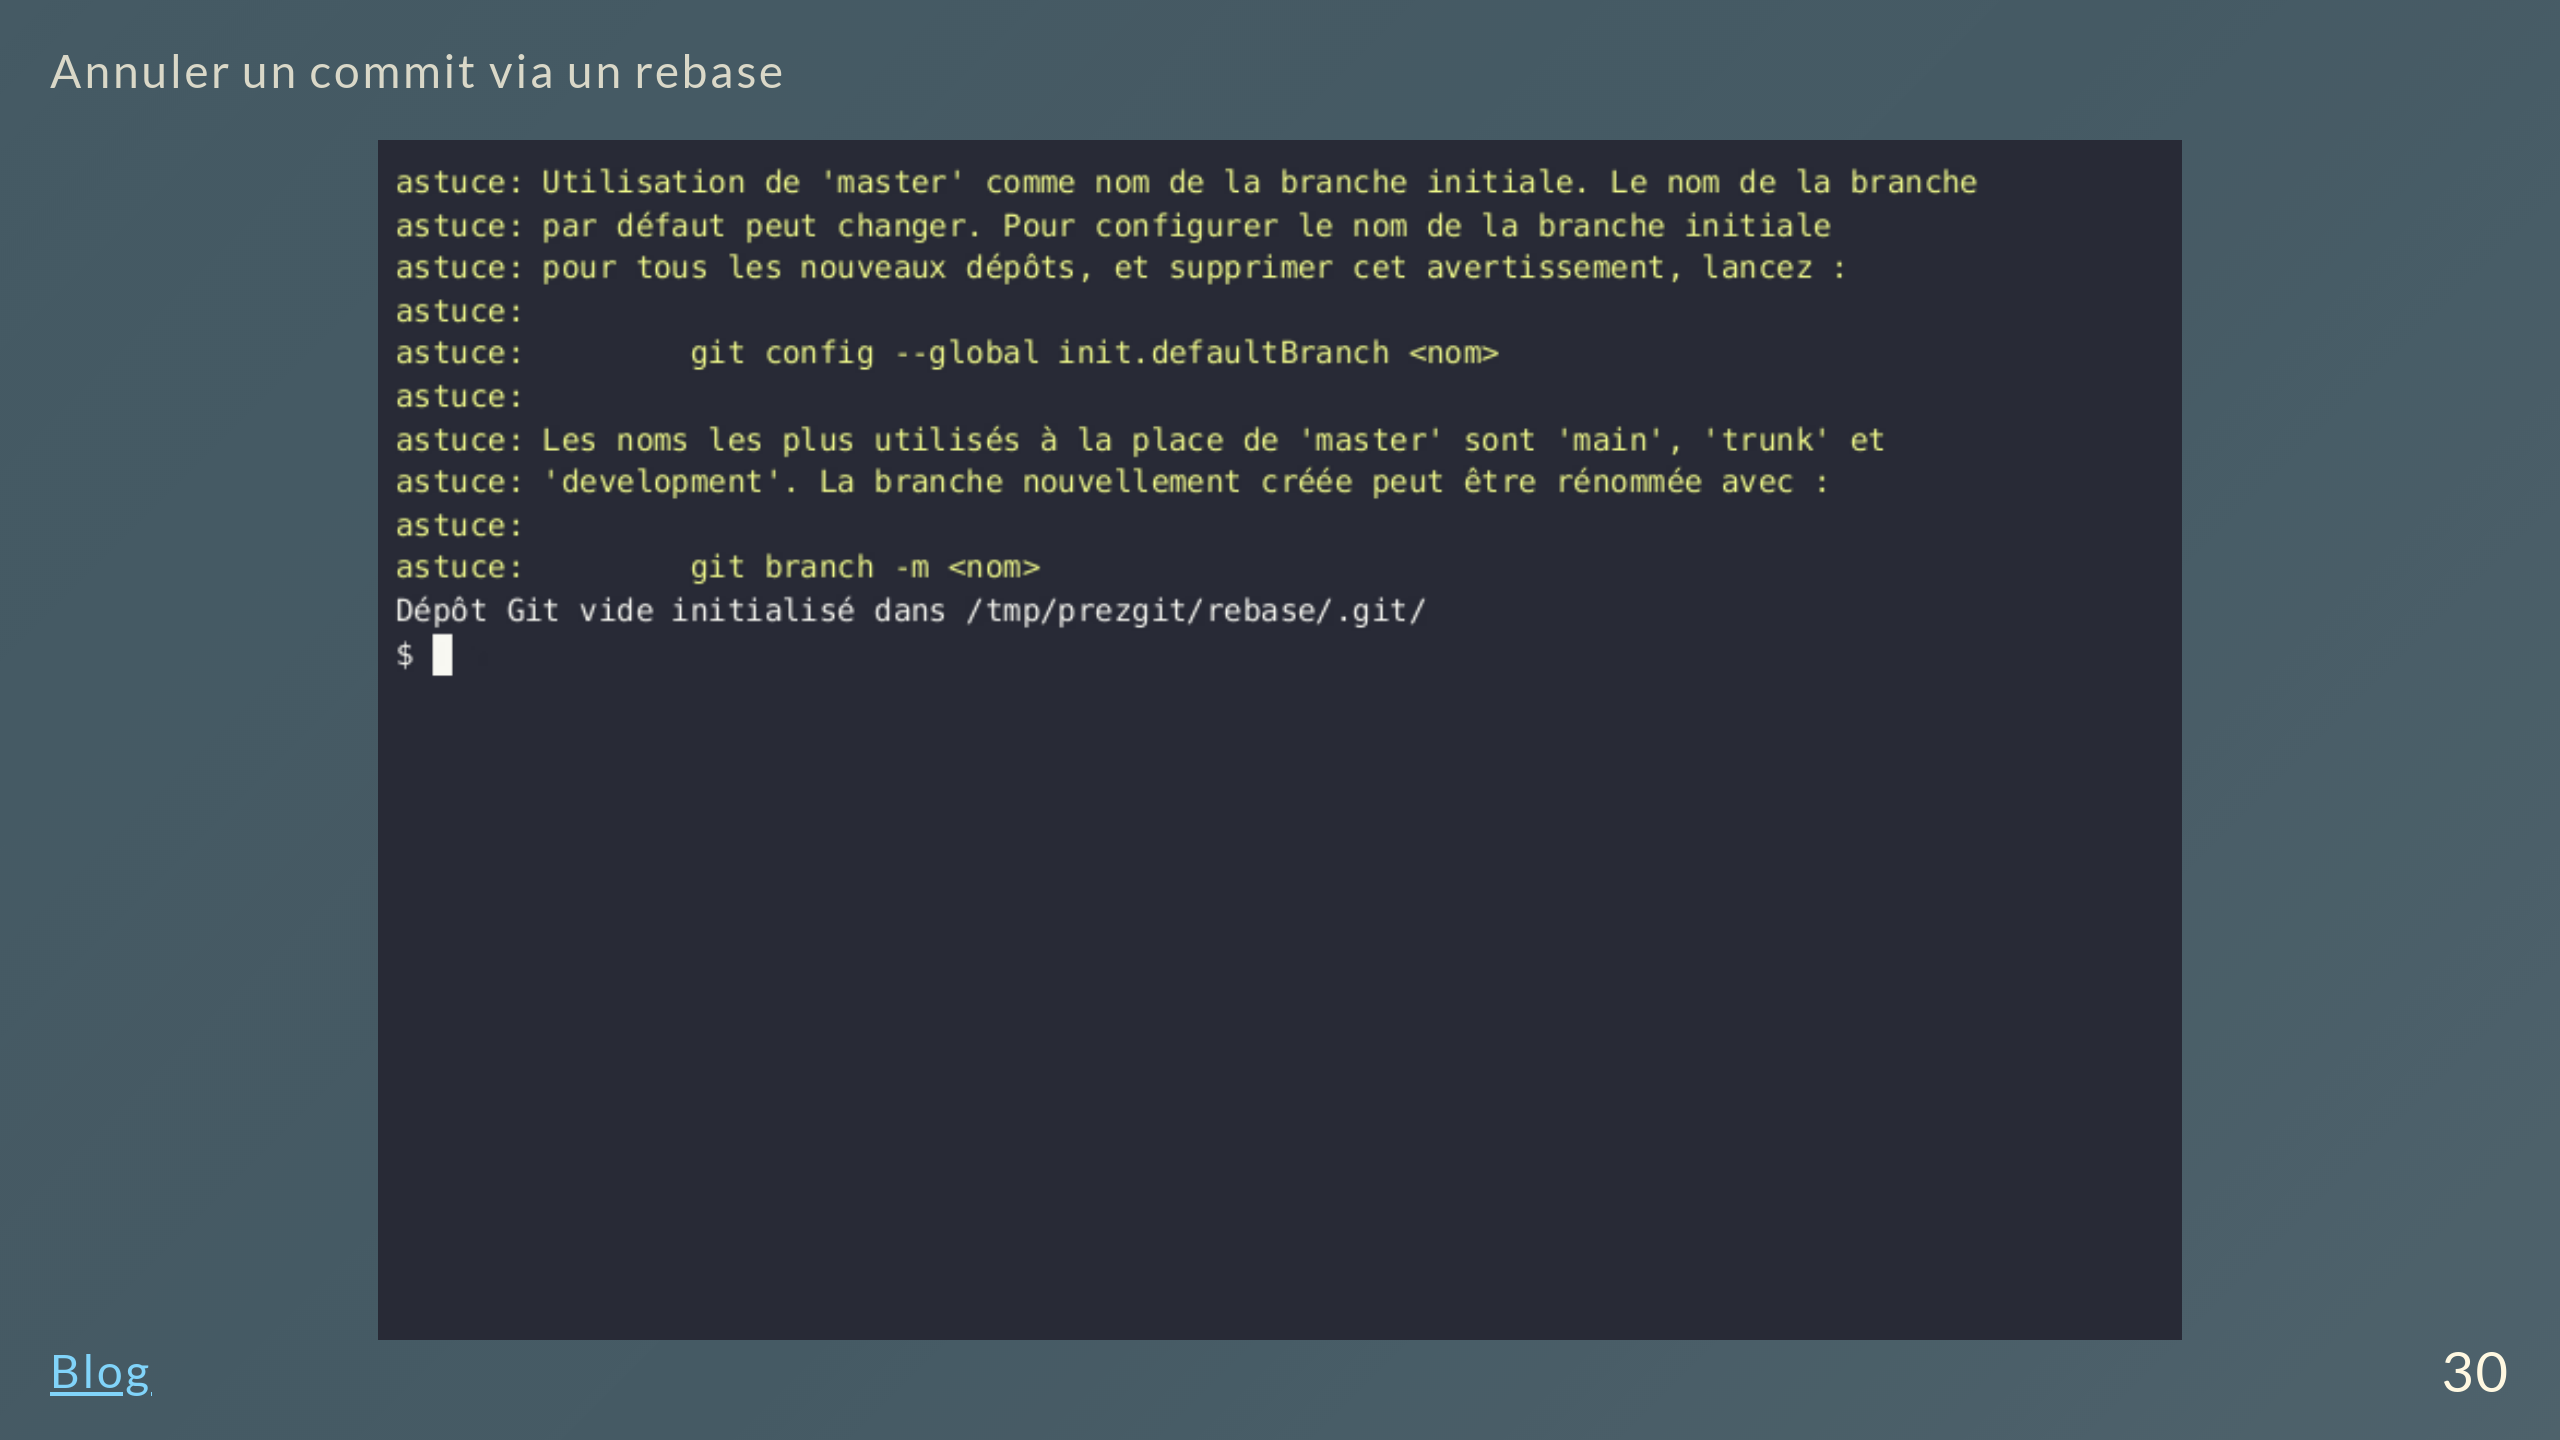 Annuler un commit via un rebase
astuce: Utilisation de 'master' comme nom de la branche initiale. Le nom de la branche
astuce: par défaut peut changer. Pour configurer le nom de la branche initiale
astuce: pour tous les nouveaux dépôts, et supprimer cet avertissement, lancez :
astuce:
astuce:         git config --global init.defaultBranch <nom>
astuce:
astuce: Les noms les plus utilisés à la place de 'master' sont 'main', 'trunk' et
astuce: 'development'. La branche nouvellement créée peut être rénommée avec :
astuce:
astuce:         git branch -m <nom>
Dépôt Git vide initialisé dans /tmp/prezgit/rebase/.git/
$
Blog
30